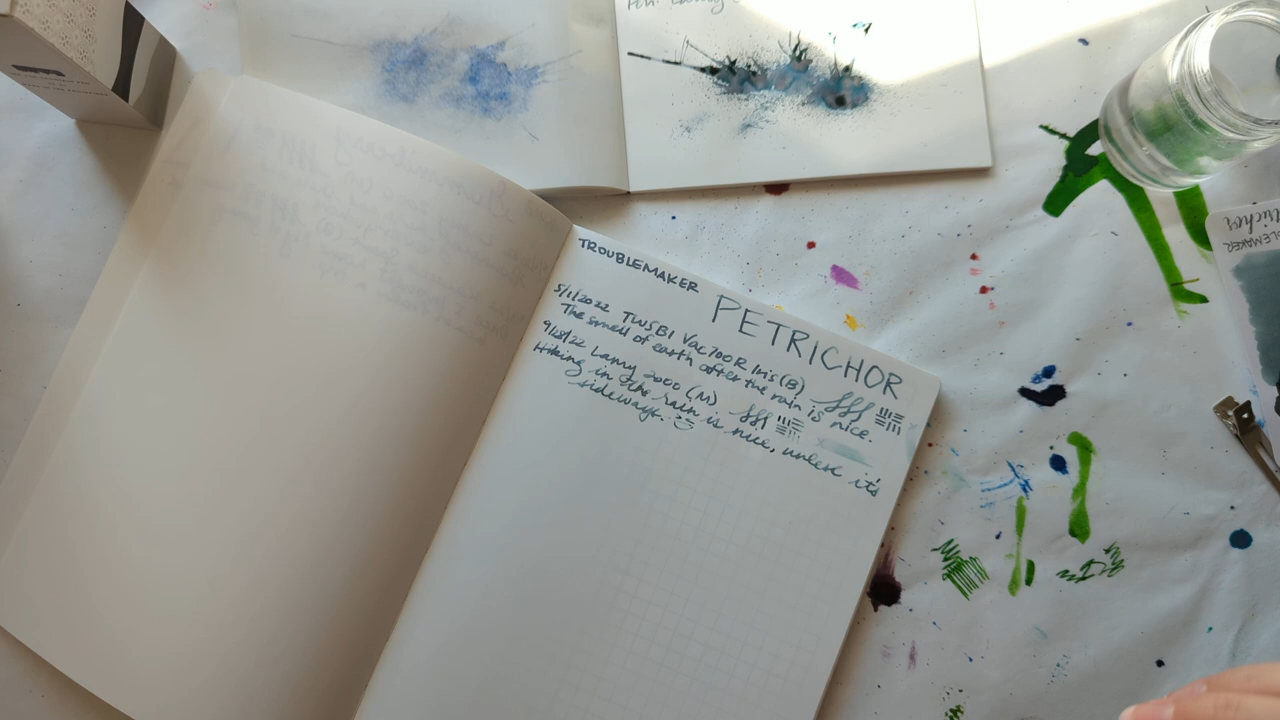 TROUBLEMAKER
PETRICHOR
5/1/2022 TWSBI Vac700R Iris (B)
The smell of earth after the rain is nice.
9/28/22 Lamy 2000 (M)
Hiking in the rain is nice, unless it's
sideways.